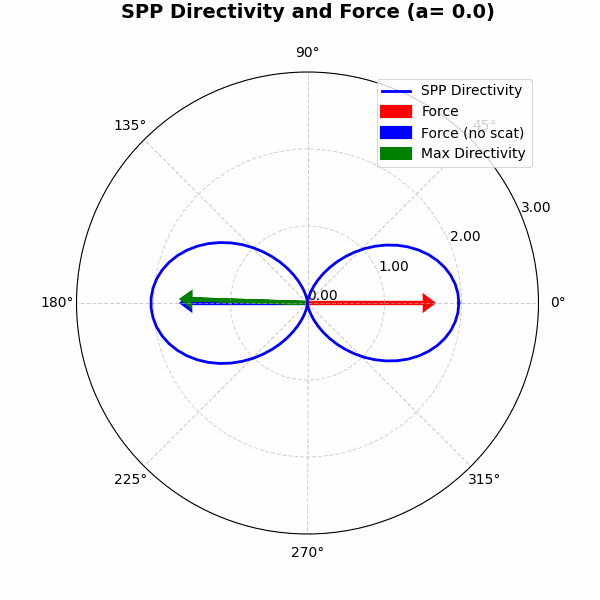 SPP Directivity and Force (a= 0.0)
90°
SPP Directivity
Force
Force (no scat)
Max Directivity
45°
135°
3.00
2.00
1.00
0.00
180°
0°
225°
315°
270°